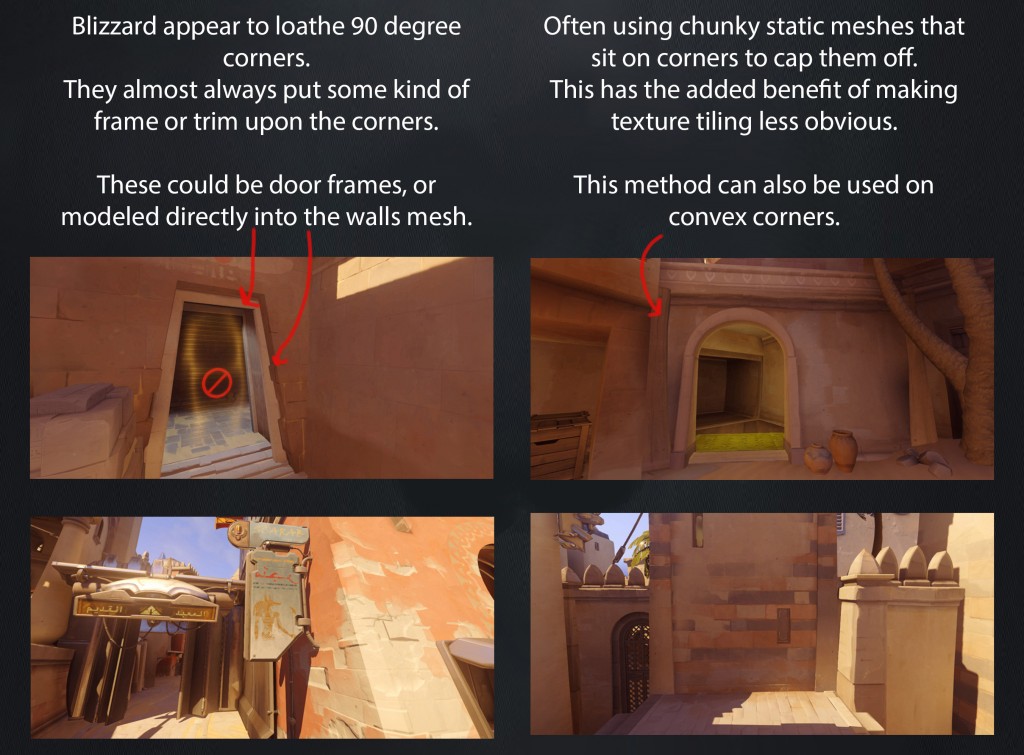 Blizzard appear to loathe 90 degree
corners.
They almost always put some kind of
frame or trim upon the corners.
These could be door frames, or
modeled directly into the walls mesh.
Often using chunky static meshes that
sit on corners to cap them off.
This has the added benefit of making
texture tiling less obvious.
This method can also be used on
convex corners.
المعبد القديم